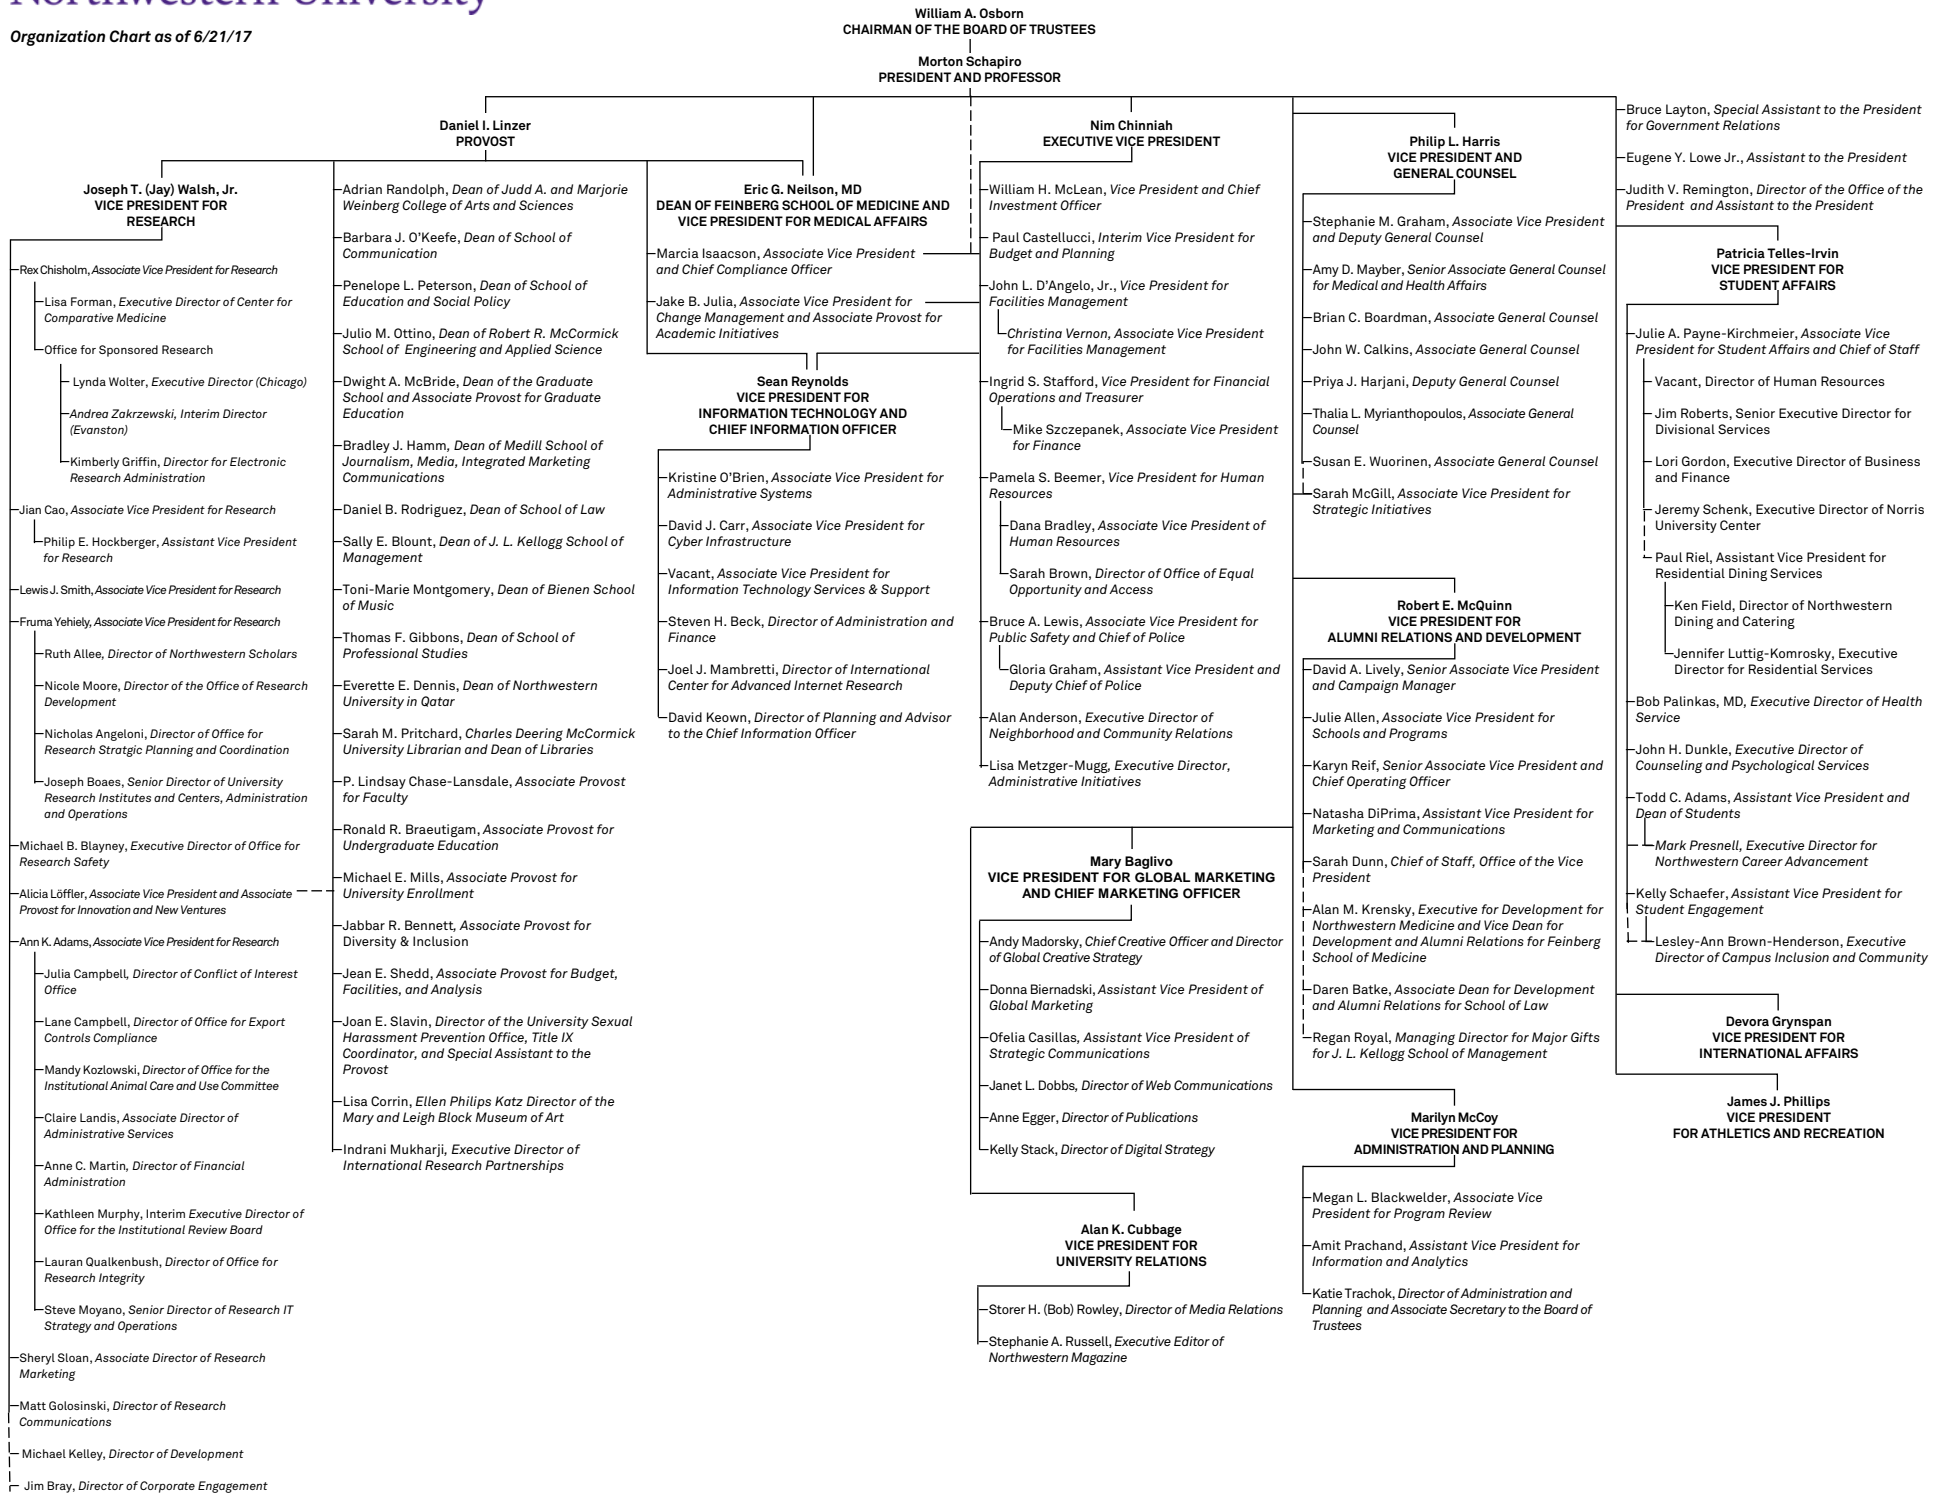 Northwestern University
Organization Chart as of 6/21/17
William A. Osborn
CHAIRMAN OF THE BOARD OF TRUSTEES
Morton Schapiro
PRESIDENT AND PROFESSOR
Daniel I. Linzer
PROVOST
Joseph T. (Jay) Walsh, Jr.
VICE PRESIDENT FOR
RESEARCH
Rex Chisholm, Associate Vice President for Research
Lisa Forman, Executive Director of Center for
Comparative Medicine
Office for Sponsored Research
Lynda Wolter, Executive Director (Chicago)
Andrea Zakrzewski, Interim Director
(Evanston)
Kimberly Griffin, Director for Electronic
Research Administration
Jian Cao, Associate Vice President for Research
Philip E. Hockberger, Assistant Vice President
for Research
Lewis J. Smith, Associate Vice President for Research
Fruma Yehiely, Associate Vice President for Research
Ruth Allee, Director of Northwestern Scholars
Nicole Moore, Director of the Office of Research
Development
Nicholas Angeloni, Director of Office for
Research Stratgic Planning and Coordination
Joseph Boaes, Senior Director of University
Research Institutes and Centers, Administration
and Operations
Michael B. Blayney, Executive Director of Office for
Research Safety
Alicia Löffler, Associate Vice President and Associate
Provost for Innovation and New Ventures
Ann K. Adams, Associate Vice President for Research
Julia Campbell, Director of Conflict of Interest
Office
Lane Campbell, Director of Office for Export
Controls Compliance
Mandy Kozlowski, Director of Office for the
Institutional Animal Care and Use Committee
Claire Landis, Associate Director of
Administrative Services
Anne C. Martin, Director of Financial
Administration
Kathleen Murphy, Interim Executive Director of
Office for the Institutional Review Board
Lauran Qualkenbush, Director of Office for
Research Integrity
Steve Moyano, Senior Director of Research IT
Strategy and Operations
Sheryl Sloan, Associate Director of Research
Marketing
Matt Golosinski, Director of Research
Communications
Michael Kelley, Director of Development
Jim Bray, Director of Corporate Engagement
Adrian Randolph, Dean of Judd A. and Marjorie
Weinberg College of Arts and Sciences
Barbara J. O'Keefe, Dean of School of
Communication
Penelope L. Peterson, Dean of School of
Education and Social Policy
Julio M. Ottino, Dean of Robert R. McCormick
School of Engineering and Applied Science
Dwight A. McBride, Dean of the Graduate
School and Associate Provost for Graduate
Education
Bradley J. Hamm, Dean of Medill School of
Journalism, Media, Integrated Marketing
Communications
Daniel B. Rodriguez, Dean of School of Law
Sally E. Blount, Dean of J. L. Kellogg School of
Management
Toni-Marie Montgomery, Dean of Bienen School
of Music
Thomas F. Gibbons, Dean of School of
Professional Studies
Everette E. Dennis, Dean of Northwestern
University in Qatar
Sarah M. Pritchard, Charles Deering McCormick
University Librarian and Dean of Libraries
P. Lindsay Chase-Lansdale, Associate Provost
for Faculty
Ronald R. Braeutigam, Associate Provost for
Undergraduate Education
Michael E. Mills, Associate Provost for
University Enrollment
Jabbar R. Bennett, Associate Provost for
Diversity & Inclusion
Jean E. Shedd, Associate Provost for Budget,
Facilities, and Analysis
Joan E. Slavin, Director of the University Sexual
Harassment Prevention Office, Title IX
Coordinator, and Special Assistant to the
Provost
Lisa Corrin, Ellen Philips Katz Director of the
Mary and Leigh Block Museum of Art
Indrani Mukharji, Executive Director of
International Research Partnerships
Eric G. Neilson, MD
DEAN OF FEINBERG SCHOOL OF MEDICINE AND
VICE PRESIDENT FOR MEDICAL AFFAIRS
Marcia Isaacson, Associate Vice President
and Chief Compliance Officer
Jake B. Julia, Associate Vice President for
Change Management and Associate Provost for
Academic Initiatives
Sean Reynolds
VICE PRESIDENT FOR
INFORMATION TECHNOLOGY AND
CHIEF INFORMATION OFFICER
Kristine O'Brien, Associate Vice President for
Administrative Systems
David J. Carr, Associate Vice President for
Cyber Infrastructure
Vacant, Associate Vice President for
Information Technology Services & Support
Steven H. Beck, Director of Administration and
Finance
Joel J. Mambretti, Director of International
Center for Advanced Internet Research
David Keown, Director of Planning and Advisor
to the Chief Information Officer
Nim Chinniah
EXECUTIVE VICE PRESIDENT
William H. McLean, Vice President and Chief
Investment Officer
Paul Castellucci, Interim Vice President for
Budget and Planning
John L. D'Angelo, Jr., Vice President for
Facilities Management
Christina Vernon, Associate Vice President
for Facilities Management
Ingrid S. Stafford, Vice President for Financial
Operations and Treasurer
Mike Szczepanek, Associate Vice President
for Finance
Pamela S. Beemer, Vice President for Human
Resources
Dana Bradley, Associate Vice President of
Human Resources
Sarah Brown, Director of Office of Equal
Opportunity and Access
Bruce A. Lewis, Associate Vice President for
Public Safety and Chief of Police
Gloria Graham, Assistant Vice President and
Deputy Chief of Police
Alan Anderson, Executive Director of
Neighborhood and Community Relations
Lisa Metzger-Mugg, Executive Director,
Administrative Initiatives
Mary Baglivo
VICE PRESIDENT FOR GLOBAL MARKETING
AND CHIEF MARKETING OFFICER
Andy Madorsky, Chief Creative Officer and Director
of Global Creative Strategy
Donna Biernadski, Assistant Vice President of
Global Marketing
Ofelia Casillas, Assistant Vice President of
Strategic Communications
Janet L. Dobbs, Director of Web Communications
Anne Egger, Director of Publications
Kelly Stack, Director of Digital Strategy
Alan K. Cubbage
VICE PRESIDENT FOR
UNIVERSITY RELATIONS
Storer H. (Bob) Rowley, Director of Media Relations
Stephanie A. Russell, Executive Editor of
Northwestern Magazine
Philip L. Harris
VICE PRESIDENT AND
GENERAL COUNSEL
Stephanie M. Graham, Associate Vice President
and Deputy General Counsel
Amy D. Mayber, Senior Associate General Counsel
for Medical and Health Affairs
Brian C. Boardman, Associate General Counsel
John W. Calkins, Associate General Counsel
Priya J. Harjani, Deputy General Counsel
Thalia L. Myrianthopoulos, Associate General
Counsel
Susan E. Wuorinen, Associate General Counsel
Sarah McGill, Associate Vice President for
Strategic Initiatives
Robert E. McQuinn
VICE PRESIDENT FOR
ALUMNI RELATIONS AND DEVELOPMENT
David A. Lively, Senior Associate Vice President
and Campaign Manager
Julie Allen, Associate Vice President for
Schools and Programs
Karyn Reif, Senior Associate Vice President and
Chief Operating Officer
Natasha DiPrima, Assistant Vice President for
Marketing and Communications
Sarah Dunn, Chief of Staff, Office of the Vice
President
Alan M. Krensky, Executive for Development for
Northwestern Medicine and Vice Dean for
Development and Alumni Relations for Feinberg
School of Medicine
Daren Batke, Associate Dean for Development
and Alumni Relations for School of Law
Regan Royal, Managing Director for Major Gifts
for J. L. Kellogg School of Management
Marilyn McCoy
VICE PRESIDENT FOR
ADMINISTRATION AND PLANNING
Megan L. Blackwelder, Associate Vice
President for Program Review
Amit Prachand, Assistant Vice President for
Information and Analytics
Katie Trachok, Director of Administration and
Planning and Associate Secretary to the Board of
Trustees
Bruce Layton, Special Assistant to the President
for Government Relations
Eugene Y. Lowe Jr., Assistant to the President
Judith V. Remington, Director of the Office of the
President and Assistant to the President
Patricia Telles-Irvin
VICE PRESIDENT FOR
STUDENT AFFAIRS
Julie A. Payne-Kirchmeier, Associate Vice
President for Student Affairs and Chief of Staff
Vacant, Director of Human Resources
Jim Roberts, Senior Executive Director for
Divisional Services
Lori Gordon, Executive Director of Business
and Finance
Jeremy Schenk, Executive Director of Norris
University Center
Paul Riel, Assistant Vice President for
Residential Dining Services
Ken Field, Director of Northwestern
Dining and Catering
Jennifer Luttig-Komrosky, Executive
Director for Residential Services
Bob Palinkas, MD, Executive Director of Health
Service
John H. Dunkle, Executive Director of
Counseling and Psychological Services
Todd C. Adams, Assistant Vice President and
Dean of Students
Mark Presnell, Executive Director for
Northwestern Career Advancement
Kelly Schaefer, Assistant Vice President for
Student Engagement
Lesley-Ann Brown-Henderson, Executive
Director of Campus Inclusion and Community
Devora Grynspan
VICE PRESIDENT FOR
INTERNATIONAL AFFAIRS
James J. Phillips
VICE PRESIDENT
FOR ATHLETICS AND RECREATION